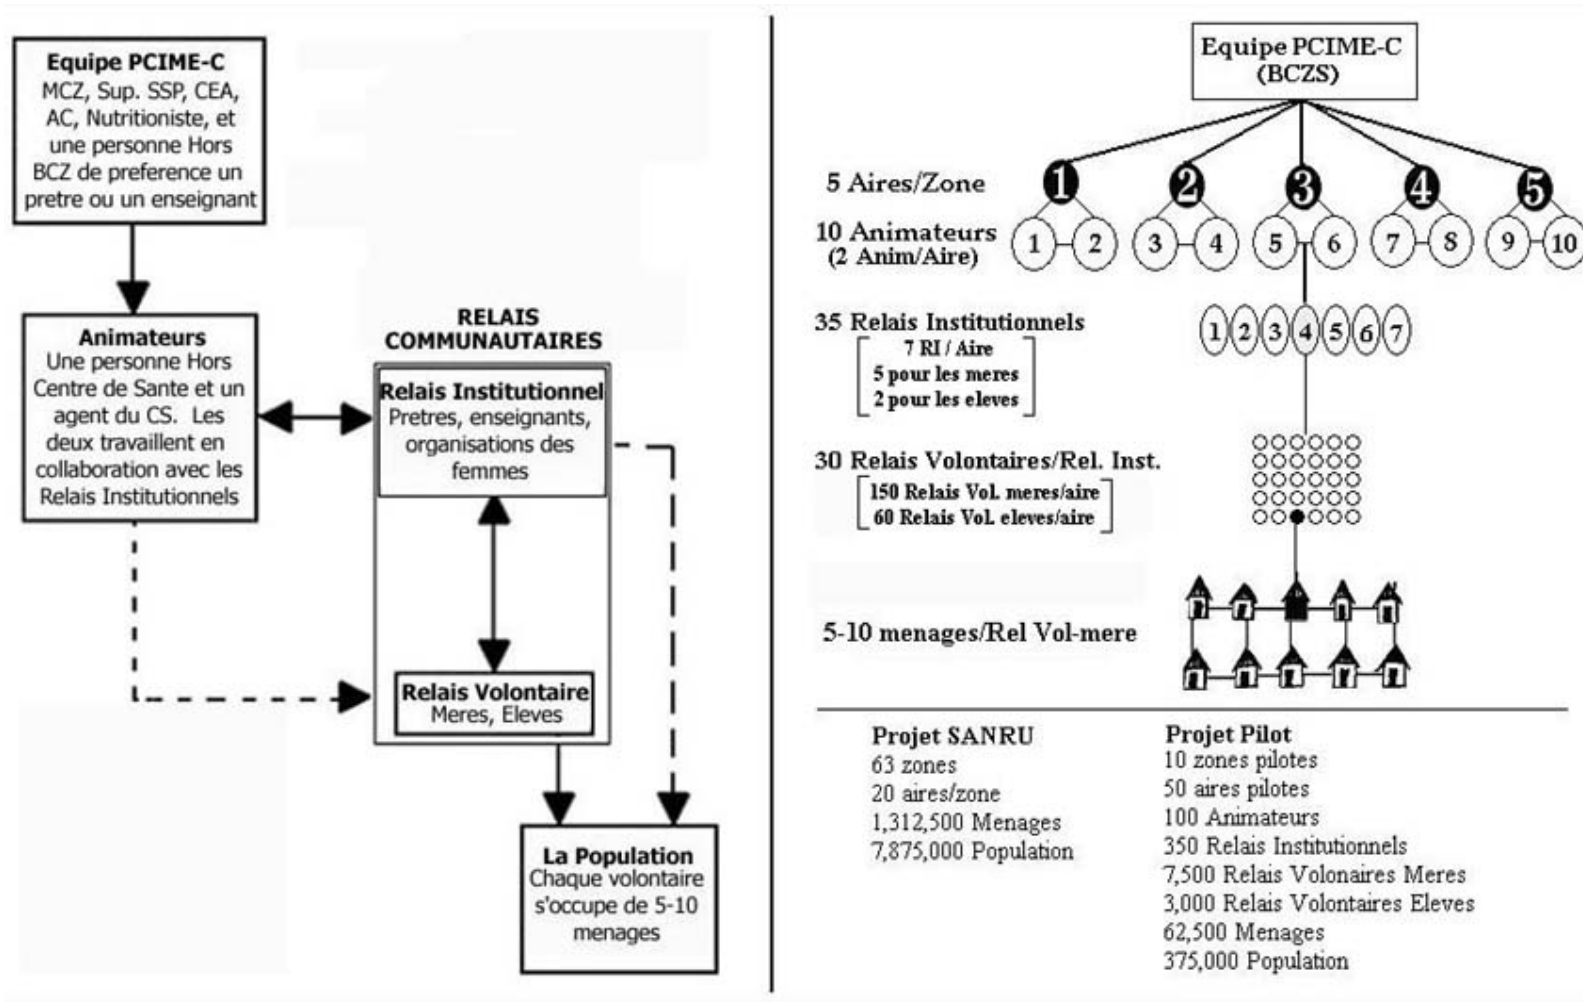 Equipe PCIME-C
MCZ, Sup. SSP, CEA,
AC, Nutritioniste, et
une personne Hors
BCZ de preference un
pretre ou un enseignant
Animateurs
Une personne Hors
Centre de Sante et un
agent du CS. Les
deux travaillent en
collaboration avec les
Relais Institutionnels
RELAIS
COMMUNAUTAIRES
Relais Institutionnel
Pretres, enseignants,
organisations des
femmes
Relais Volontaire
Meres, Eleves
La Population
Chaque volontaire
s'occupe de 5-10
menages
Equipe PCIME-C
(BCZS)
5 Aires/Zone
1 2 3 4 5
10 Animateurs
(2 Anim/Aire)
1 2 3 4 5 6 7 8 9 10
35 Relais Institutionnels
7 RI / Aire
5 pour les meres
2 pour les eleves
1 2 3 4 5 6 7
30 Relais Volontaires/Rel. Inst.
150 Relais Vol. meres/aire
60 Relais Vol. eleves/aire
5-10 menages/Rel Vol-mere
Projet SANRU
63 zones
20 aires/zone
1,312,500 Menages
7,875,000 Population
Projet Pilot
10 zones pilotes
50 aires pilotes
100 Animateurs
350 Relais Institutionnels
7,500 Relais Volonaires Meres
3,000 Relais Volontaires Eleves
62,500 Menages
375,000 Population